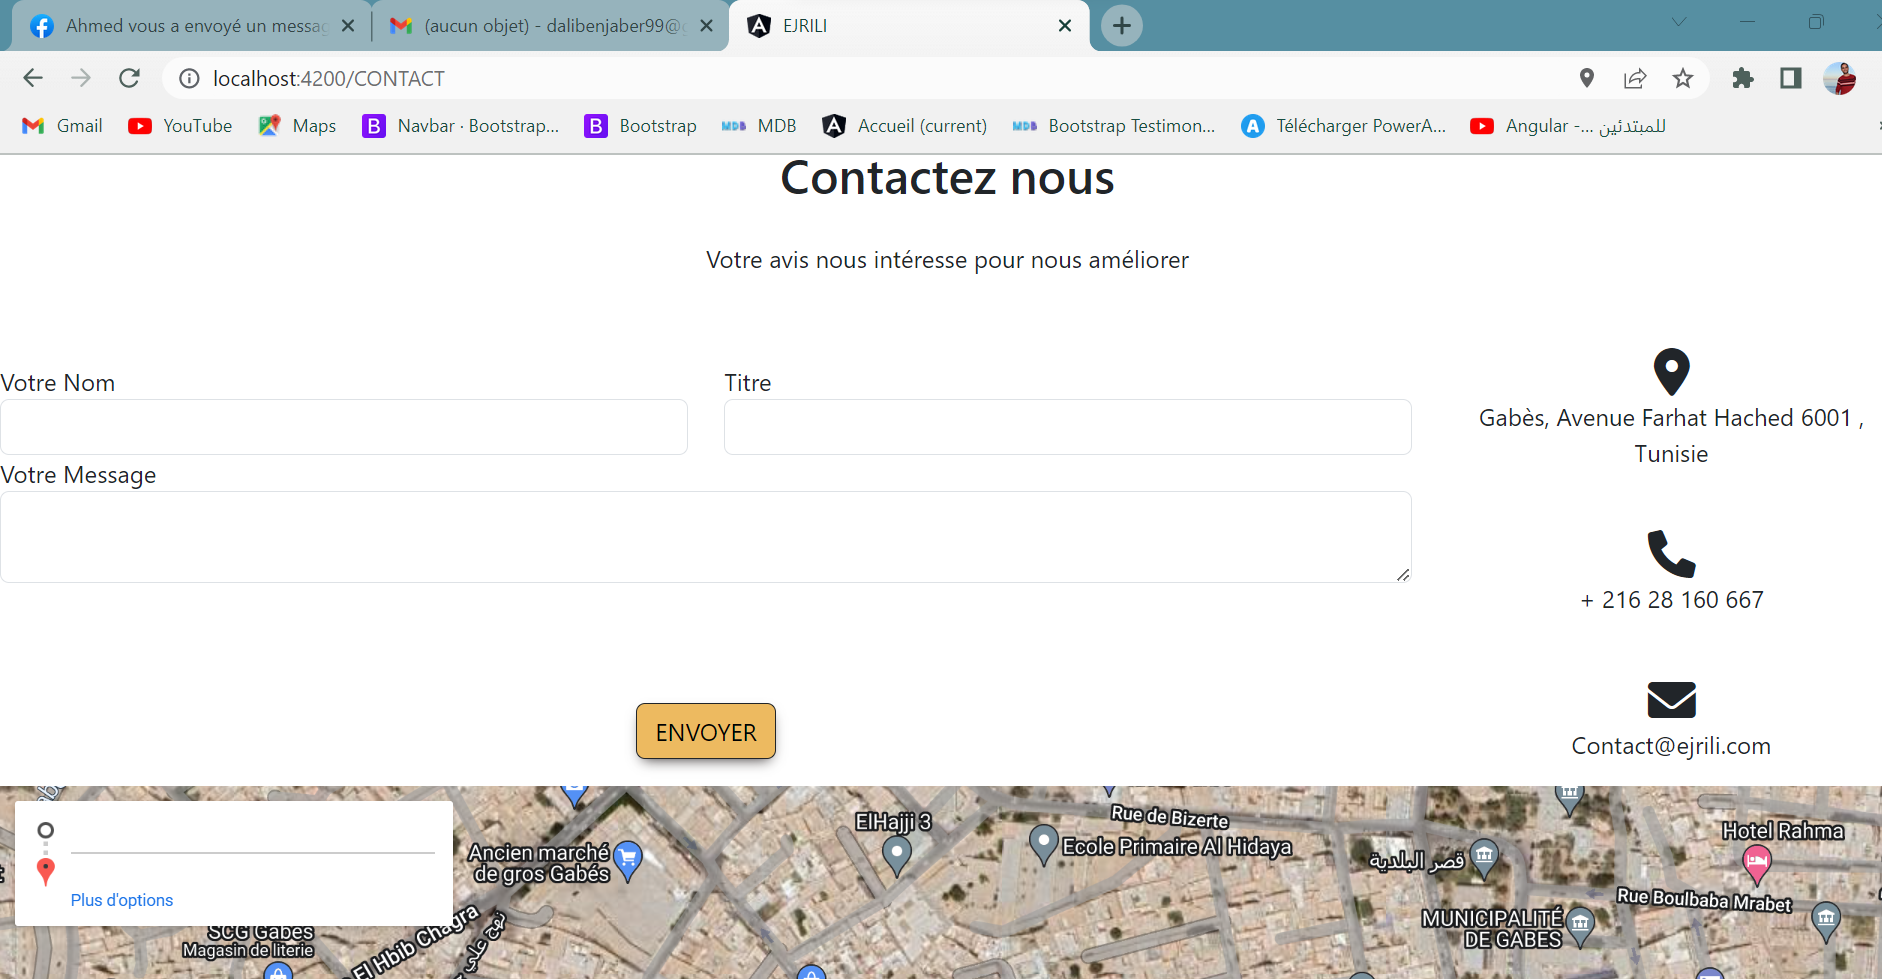 Ahmed vous a envoyé un messag
(aucun objet) - dalibenjaber99@g
EJRILI
localhost:4200/CONTACT
Gmail
YouTube
Maps
Navbar · Bootstrap...
Bootstrap
MDB
Accueil (current)
Bootstrap Testimon...
Télécharger PowerA...
Angular -... للمبتدئين
Contactez nous
Votre avis nous intéresse pour nous améliorer
Votre Nom
Titre
Votre Message
ENVOYER
Gabès, Avenue Farhat Hached 6001 ,
Tunisie
+ 216 28 160 667
Contact@ejrili.com
Plus d'options
Ancien marché
de gros Gabés
ElHajji 3
Rue de Bizerte
Ecole Primaire Al Hidaya
قصر البلدية
Hotel Rahma
Rue Boulbaba Mrabet
MUNICIPALITÉ
DE GABES
SCG Gabes
Magasin de literie
El Hbib Chagra
نهج علي